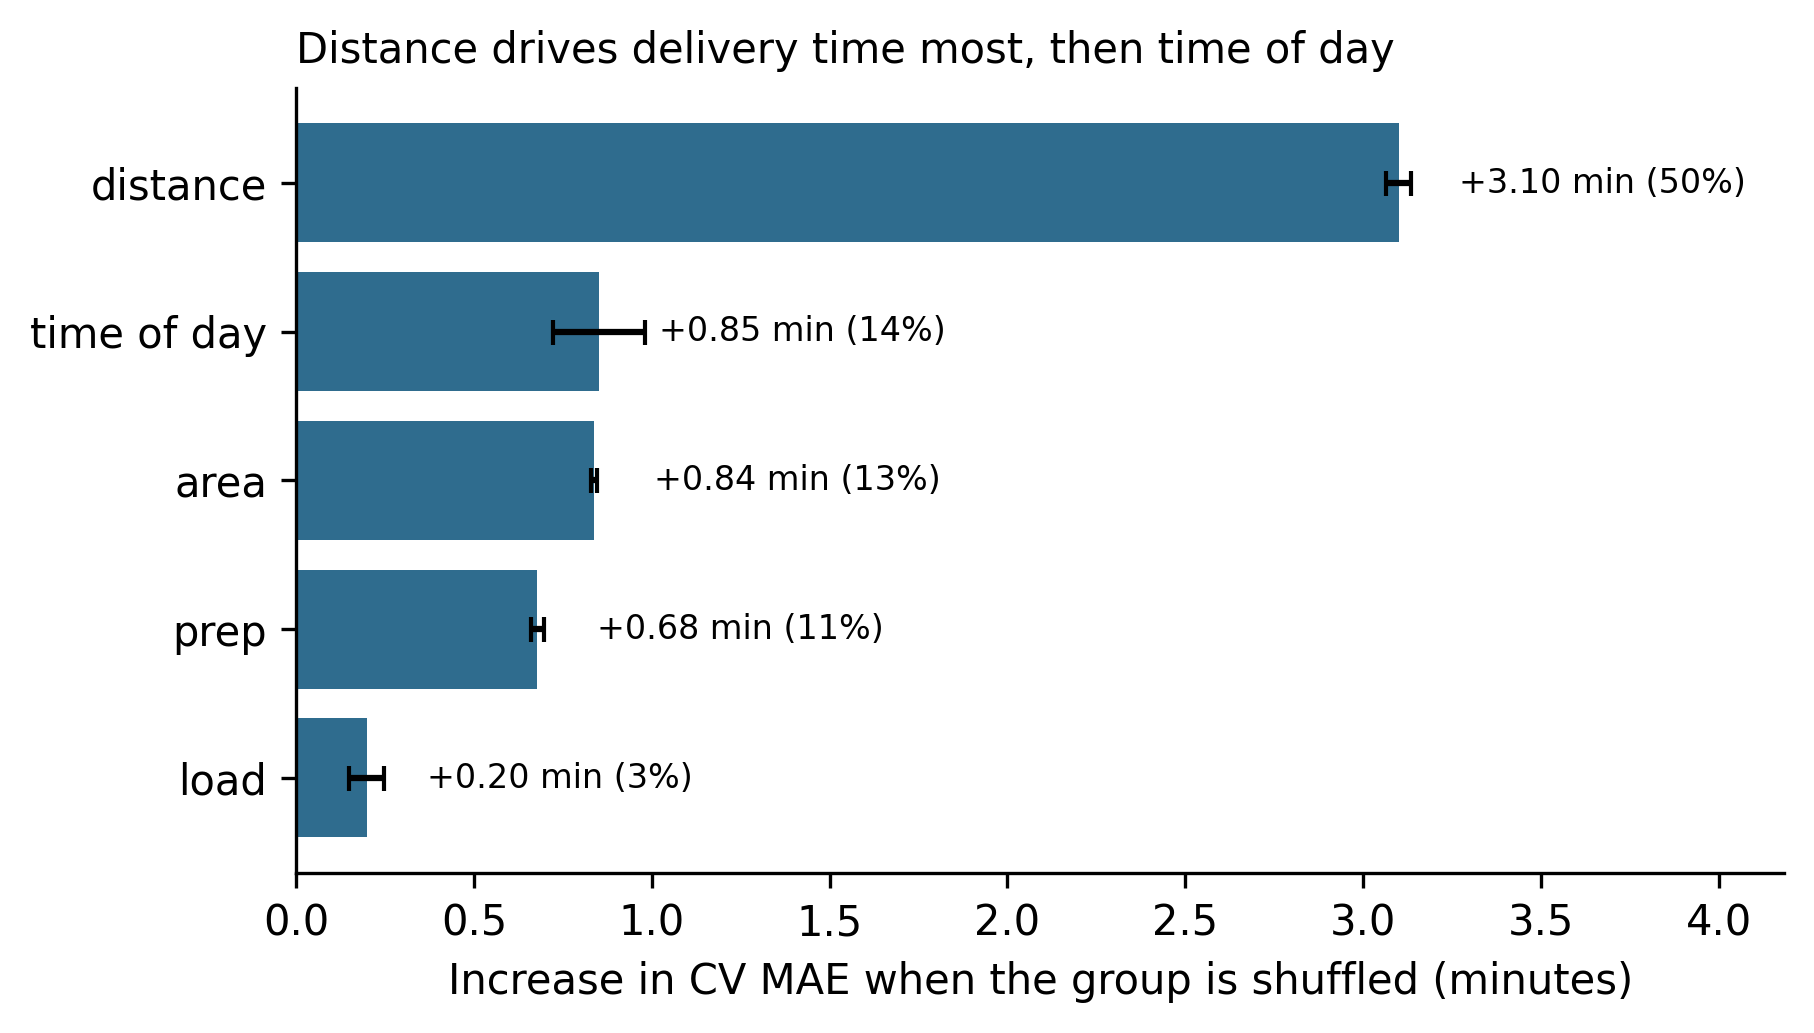 Distance drives delivery time most, then time of day
distance
+3.10 min (50%)
time of day
+0.85 min (14%)
area
+0.84 min (13%)
prep
+0.68 min (11%)
load
+0.20 min (3%)
0.0 0.5 1.0 1.5 2.0 2.5 3.0 3.5 4.0
Increase in CV MAE when the group is shuffled (minutes)